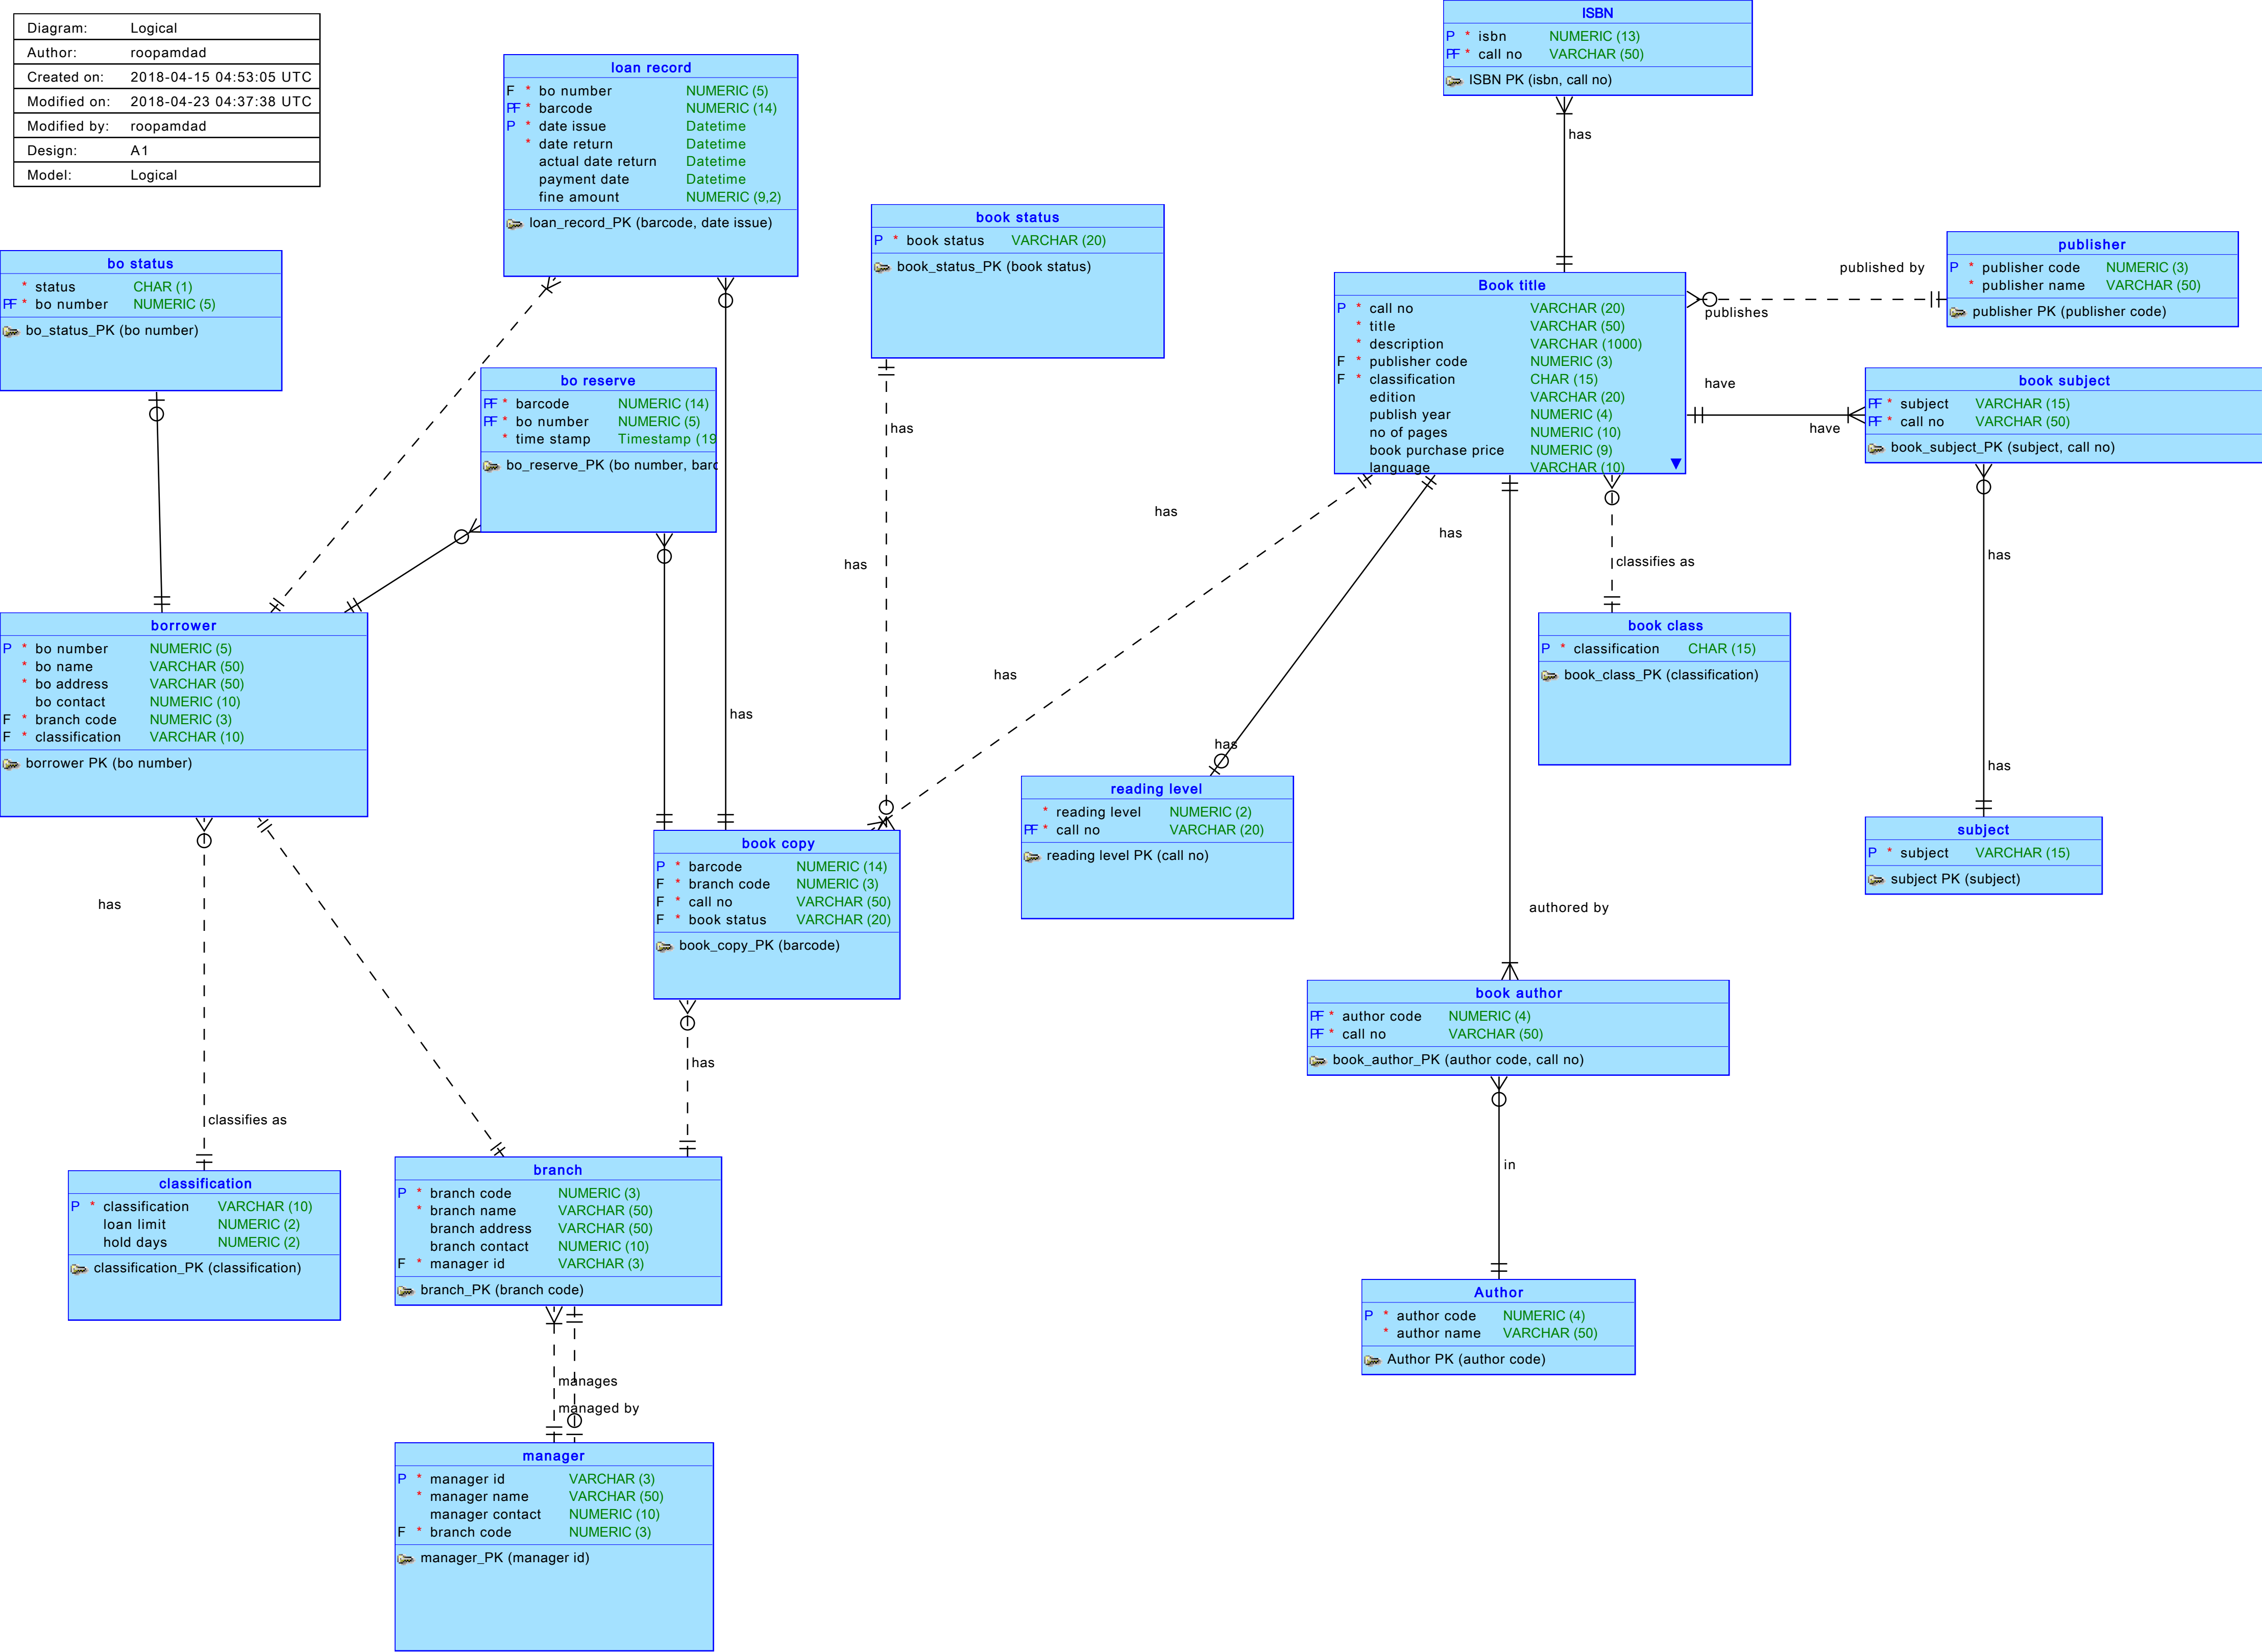 Diagram: Logical
Author: roopamdad
Created on: 2018-04-15 04:53:05 UTC
Modified on: 2018-04-23 04:37:38 UTC
Modified by: roopamdad
Design: A1
Model: Logical
ISBN
P * isbn NUMERIC (13)
PF * call no VARCHAR (50)
ISBN PK (isbn, call no)
has
loan record
F * bo number NUMERIC (5)
PF * barcode NUMERIC (14)
P * date issue Datetime
* date return Datetime
actual date return Datetime
payment date Datetime
fine amount NUMERIC (9,2)
loan_record_PK (barcode, date issue)
book status
P * book status VARCHAR (20)
book_status_PK (book status)
has
has
publisher
P * publisher code NUMERIC (3)
* publisher name VARCHAR (50)
publisher PK (publisher code)
published by
publishes
bo status
* status CHAR (1)
PF * bo number NUMERIC (5)
bo_status_PK (bo number)
Book title
P * call no VARCHAR (20)
* title VARCHAR (50)
* description VARCHAR (1000)
F * publisher code NUMERIC (3)
F * classification CHAR (15)
edition VARCHAR (20)
publish year NUMERIC (4)
no of pages NUMERIC (10)
book purchase price NUMERIC (9)
language VARCHAR (10)
have
have
book subject
PF * subject VARCHAR (15)
PF * call no VARCHAR (50)
book_subject_PK (subject, call no)
bo reserve
PF * barcode NUMERIC (14)
PF * bo number NUMERIC (5)
* time stamp Timestamp (19
bo_reserve_PK (bo number, barc
has
has
has
has
classifies as
has
has
has
borrower
P * bo number NUMERIC (5)
* bo name VARCHAR (50)
* bo address VARCHAR (50)
bo contact NUMERIC (10)
F * branch code NUMERIC (3)
F * classification VARCHAR (10)
borrower PK (bo number)
book class
P * classification CHAR (15)
book_class_PK (classification)
reading level
* reading level NUMERIC (2)
PF * call no VARCHAR (20)
reading level PK (call no)
subject
P * subject VARCHAR (15)
subject PK (subject)
book copy
P * barcode NUMERIC (14)
F * branch code NUMERIC (3)
F * call no VARCHAR (50)
F * book status VARCHAR (20)
book_copy_PK (barcode)
has
authored by
book author
PF * author code NUMERIC (4)
PF * call no VARCHAR (50)
book_author_PK (author code, call no)
has
classifies as
in
classification
P * classification VARCHAR (10)
loan limit NUMERIC (2)
hold days NUMERIC (2)
classification_PK (classification)
branch
P * branch code NUMERIC (3)
* branch name VARCHAR (50)
branch address VARCHAR (50)
branch contact NUMERIC (10)
F * manager id VARCHAR (3)
branch_PK (branch code)
Author
P * author code NUMERIC (4)
* author name VARCHAR (50)
Author PK (author code)
manages
managed by
manager
P * manager id VARCHAR (3)
* manager name VARCHAR (50)
manager contact NUMERIC (10)
F * branch code NUMERIC (3)
manager_PK (manager id)